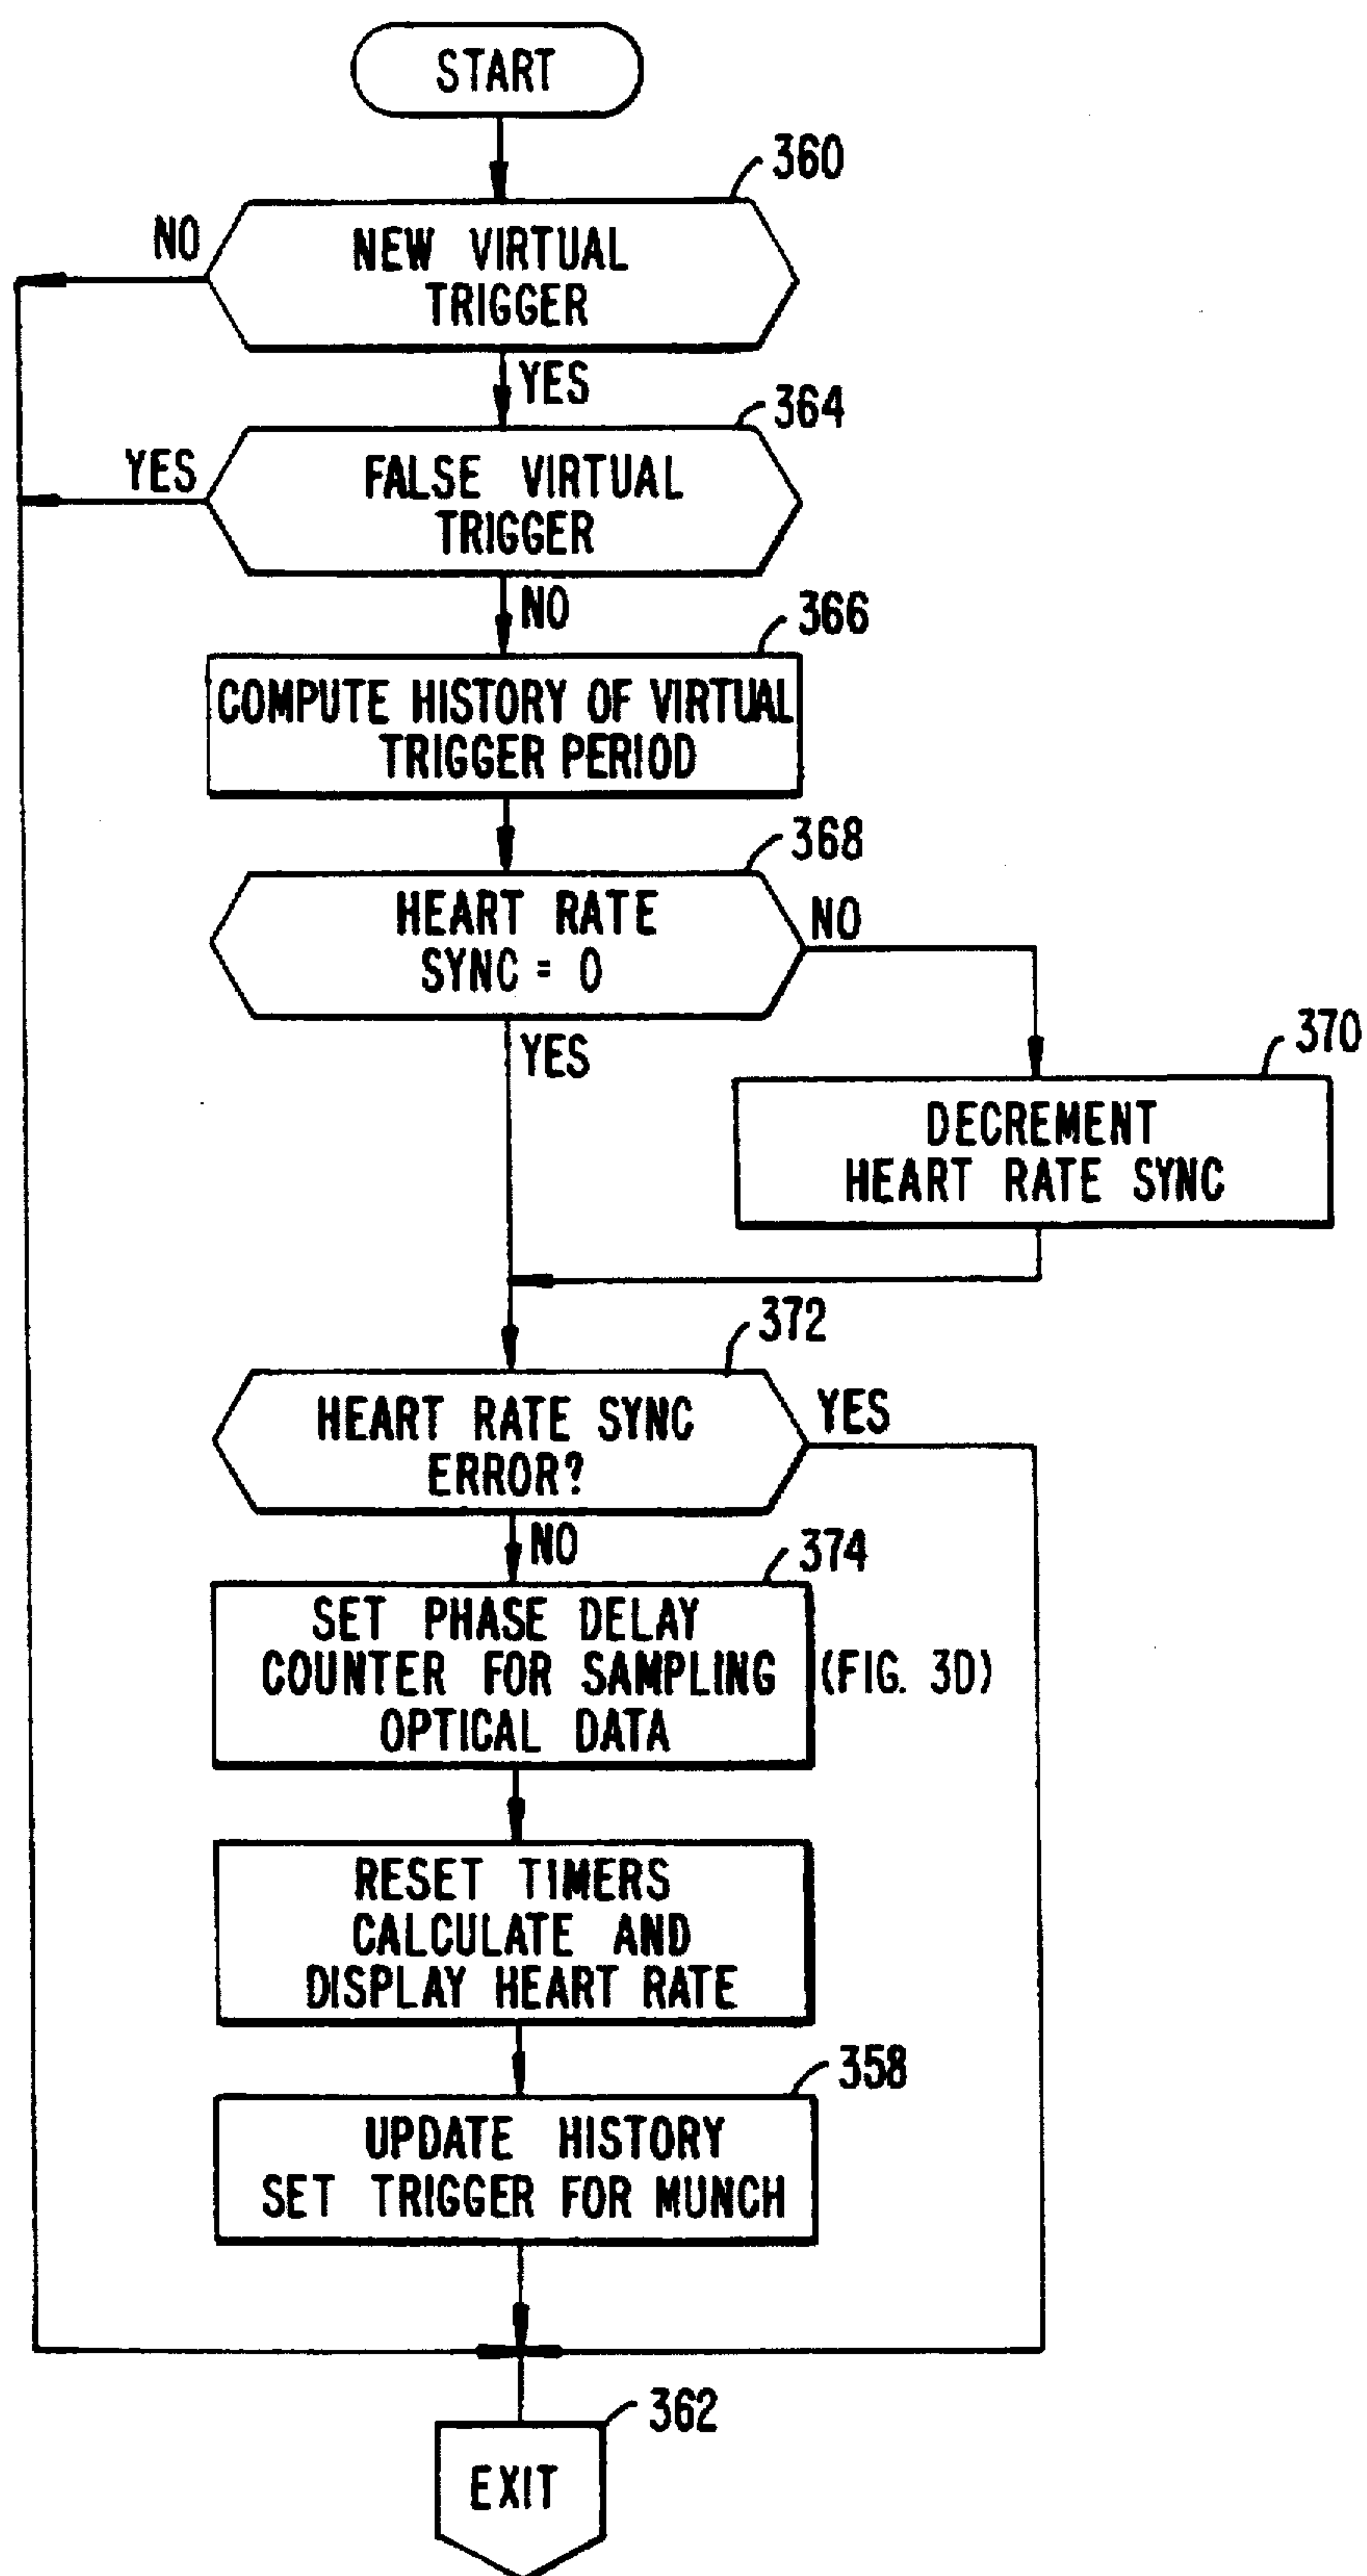 START
360
NO
NEW VIRTUAL
TRIGGER
YES
364
YES
FALSE VIRTUAL
TRIGGER
NO
366
COMPUTE HISTORY OF VIRTUAL
TRIGGER PERIOD
368
HEART RATE
SYNC = 0
NO
YES
370
DECREMENT
HEART RATE SYNC
372
HEART RATE SYNC
ERROR?
YES
NO
374
SET PHASE DELAY
COUNTER FOR SAMPLING (FIG. 3D)
OPTICAL DATA
RESET TIMERS
CALCULATE AND
DISPLAY HEART RATE
358
UPDATE HISTORY
SET TRIGGER FOR MUNCH
362
EXIT